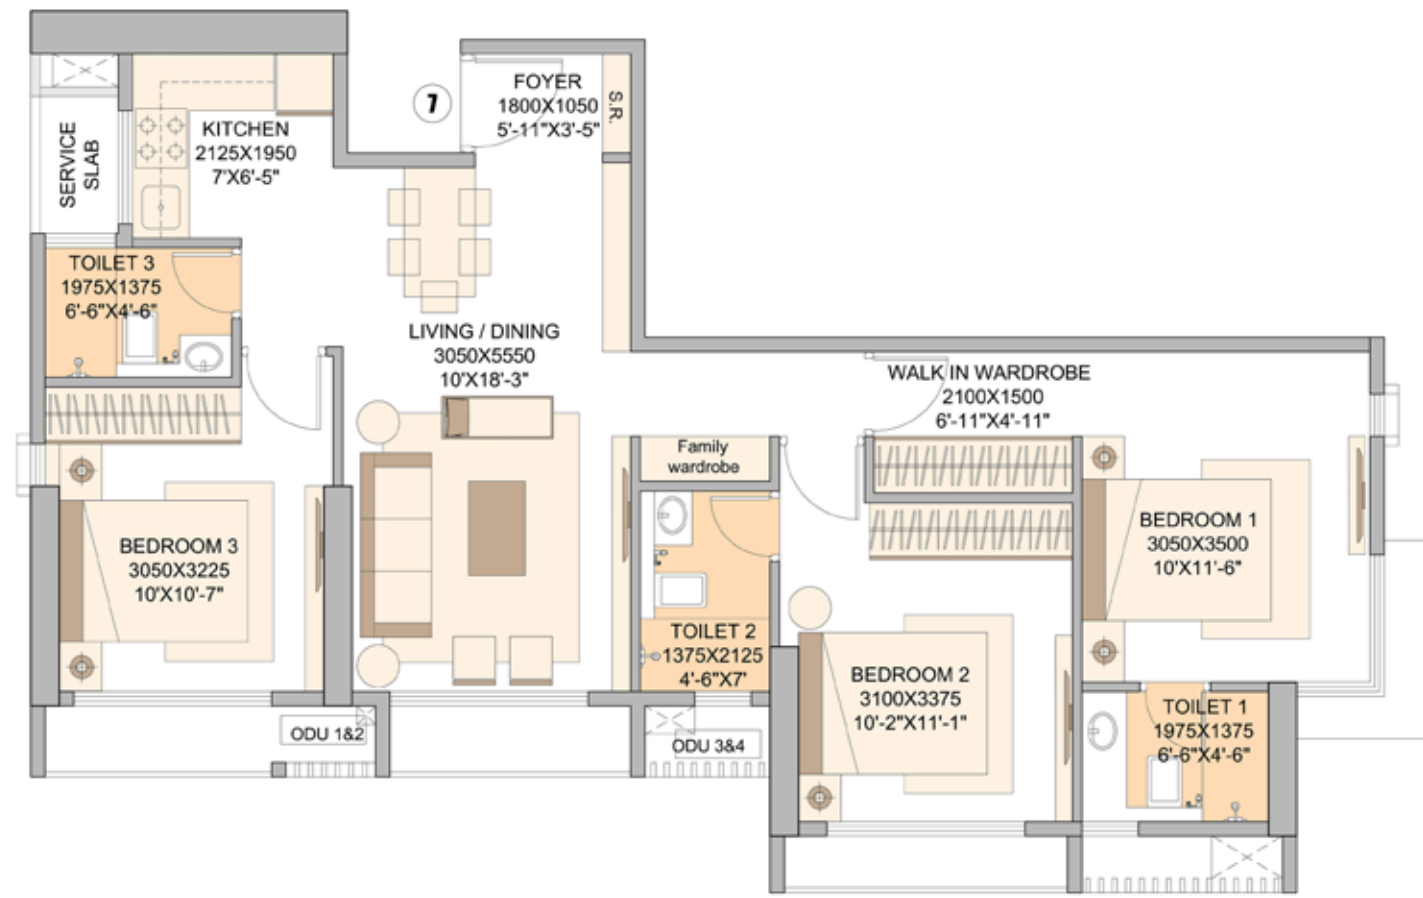 7
FOYER
1800X1050
5'-11"X3'-5"
S.R.
KITCHEN
2125X1950
7'X6'-5"
SERVICE
SLAB
TOILET 3
1975X1375
6'-6"X4'-6"
LIVING / DINING
3050X5550
10'X18'-3"
WALK IN WARDROBE
2100X1500
6'-11"X4'-11"
Family
wardrobe
BEDROOM 3
3050X3225
10'X10'-7"
BEDROOM 1
3050X3500
10'X11'-6"
TOILET 2
1375X2125
4'-6"X7'
BEDROOM 2
3100X3375
10'-2"X11'-1"
TOILET 1
1975X1375
6'-6"X4'-6"
ODU 1&2
ODU 3&4